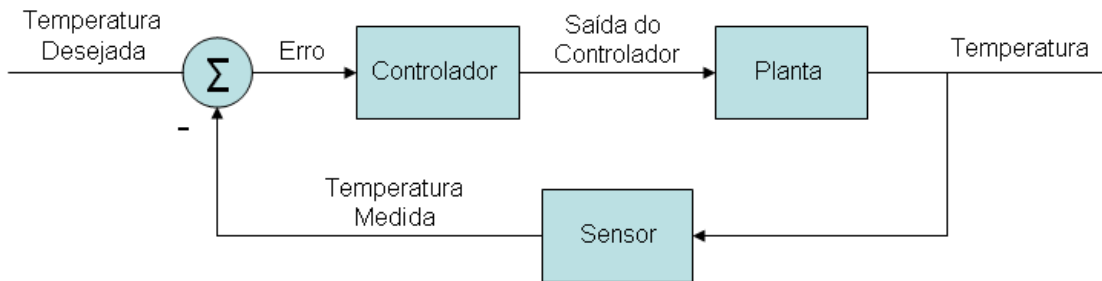 Temperatura
Desejada
Σ
-
Erro
Controlador
Saída do
Controlador
Planta
Temperatura
Temperatura
Medida
Sensor